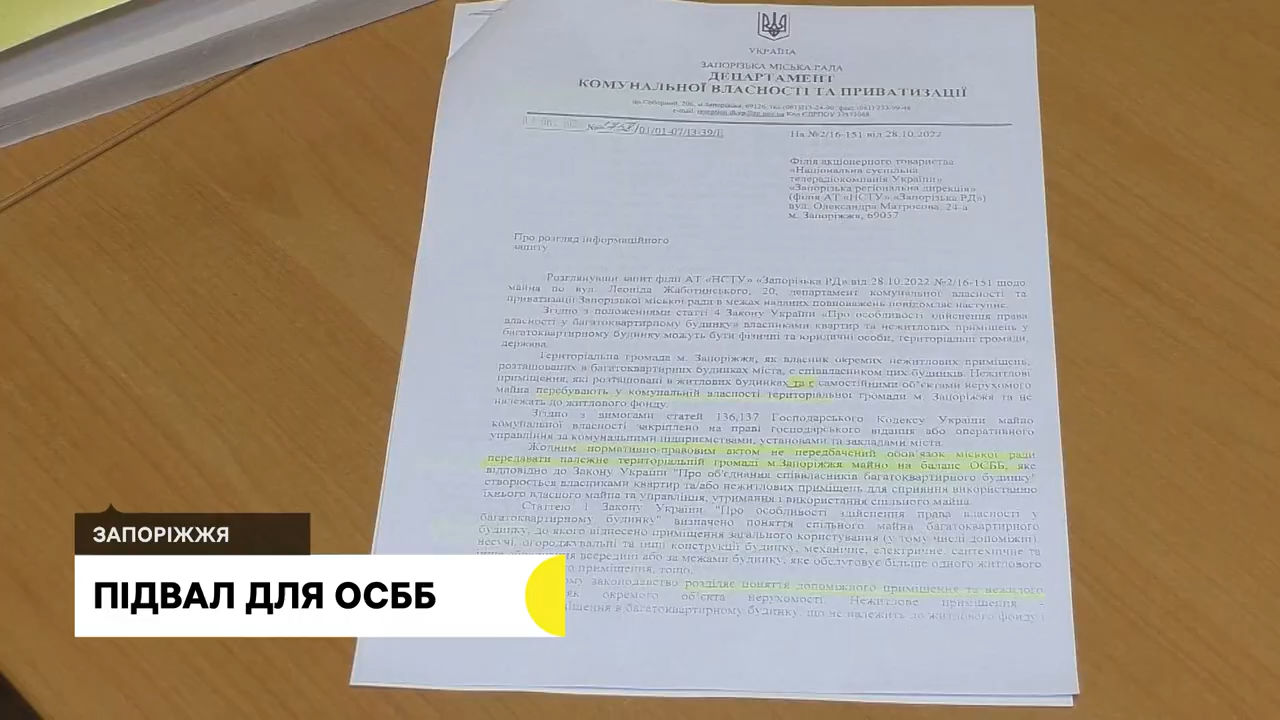 УКРАЇНА
ЗАПОРІЗЬКА МІСЬКА РАДА
ДЕПАРТАМЕНТ
КОМУНАЛЬНОЇ ВЛАСНОСТІ ТА ПРИВАТИЗАЦІЇ
На №2/16-151 від 28.10.2022
Філія акціонерного товариства
«Національна суспільна
телерадіокомпанія України»
«Запорізька регіональна дирекція»
(філія АТ «НСТУ» «Запорізька РД»)
вул. Олександра Матросова, 24-а
м. Запоріжжя, 69057
Про розгляд інформаційного
запиту
Розглянувши запит філії АТ «НСТУ» «Запорізька РД» від 28.10.2022 №2/16-151 щодо
майна по вул. Леоніда Жаботинського, 20, департамент комунальної власності та
приватизації Запорізької міської ради в межах наданих повноважень повідомляє наступне.
Згідно з положеннями статті 4 Закону України «Про особливості здійснення права
власності у багатоквартирному будинку» власниками квартир та нежитлових приміщень у
багатоквартирному будинку можуть бути фізичні та юридичні особи, територіальні громади,
держава.
Територіальна громада м. Запоріжжя, як власник окремих нежитлових приміщень,
розташованих в багатоквартирних будинках міста, є співвласником цих будинків. Нежитлові
приміщення, які розташовані в житлових будинках та є самостійними об'єктами нерухомого
майна перебувають у комунальній власності територіальної громади м. Запоріжжя та не
належать до житлового фонду.
Згідно з вимогами статей 136,137 Господарського Кодексу України майно
комунальної власності закріплено на праві господарського видання або оперативного
управління за комунальними підприємствами, установами та закладами міста.
Жодним нормативно-правовим актом не передбачений обов'язок міської ради
передавати належне територіальній громаді м.Запоріжжя майно на баланс ОСББ, яке
відповідно до Закону України "Про об'єднання співвласників багатоквартирного будинку"
створюється власниками квартир та/або нежитлових приміщень для сприяння використанню
їхнього власного майна та управління, утримання і використання спільного майна.
Статтею 1 Закону України "Про особливості здійснення права власності у
багатоквартирному будинку" визначено поняття спільного майна багатоквартирного
будинку, до якого віднесено приміщення загального користування (у тому числі допоміжні),
несучі, огороджувальні та інші конструкції будинку, механічне, електричне, сантехнічне та
всередині або за межами будинку, яке обслуговує більше одного житлового
приміщення, тощо.
законодавство розділяє поняття допоміжного приміщення та нежилого
як окремого об'єкта нерухомості. Нежитлове приміщення -
в багатоквартирному будинку, що не належить до житлового фонду і
ЗАПОРІЖЖЯ
ПІДВАЛ ДЛЯ ОСББ